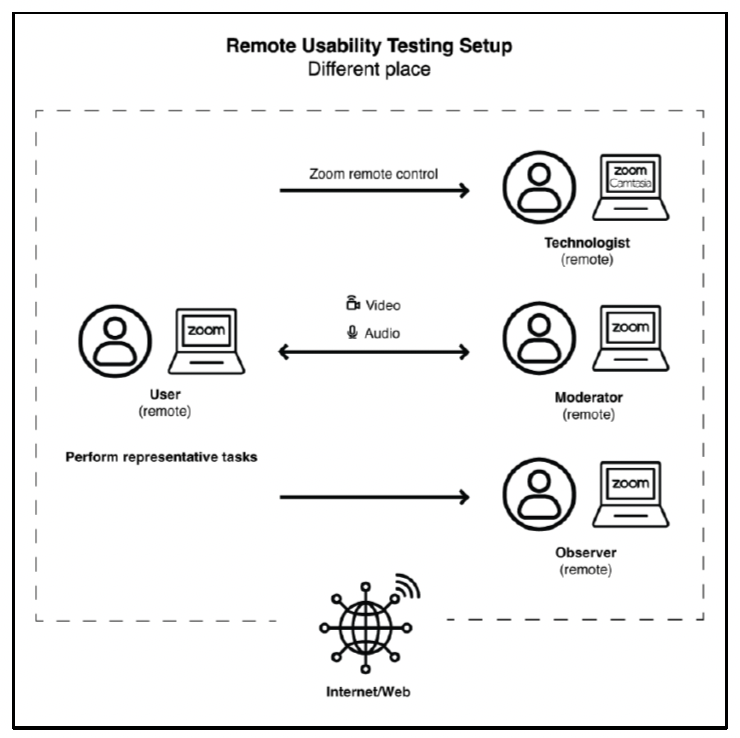 Remote Usability Testing Setup
Different place
Zoom remote control
zoom
Camtasia
Technologist
(remote)
Video
Audio
zoom
User
(remote)
zoom
Moderator
(remote)
Perform representative tasks
zoom
Observer
(remote)
Internet/Web